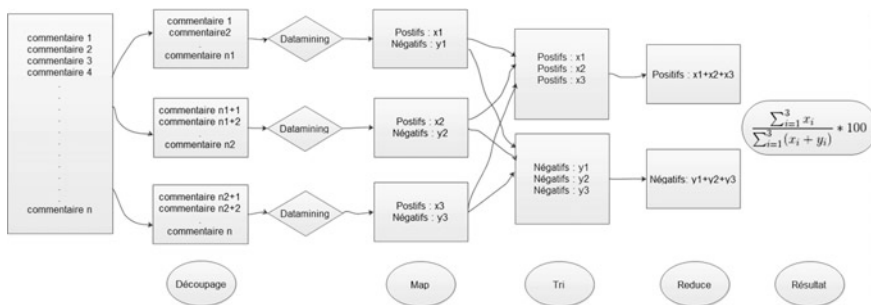 commentaire 1
commentaire 2
commentaire 3
commentaire 4
.
.
.
.
.
.
.
.
.
.
.
commentaire n
commentaire 1
commentaire2
.
commentaire n1
commentaire n1+1
commentaire n1+2
.
commentaire n2
commentaire n2+1
commentaire n2+2
.
commentaire n
Datamining
Datamining
Datamining
Postifs : x1
Négatifs : y1
Postifs : x2
Négatifs : y2
Postifs : x3
Négatifs : y3
Postifs : x1
Postifs : x2
Postifs : x3
Négatifs : y1
Négatifs : y2
Négatifs : y3
Positifs : x1+x2+x3
Négatifs: y1+y2+y3
\frac{\sum_{i=1}^{3} x_i}{\sum_{i=1}^{3} (x_i + y_i)} * 100
Découpage
Map
Tri
Reduce
Résultat